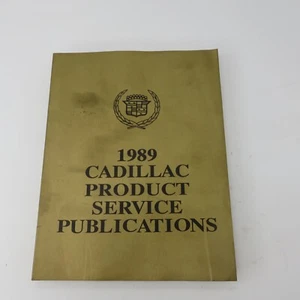 1989
CADILLAC
PRODUCT
SERVICE
PUBLICATIONS